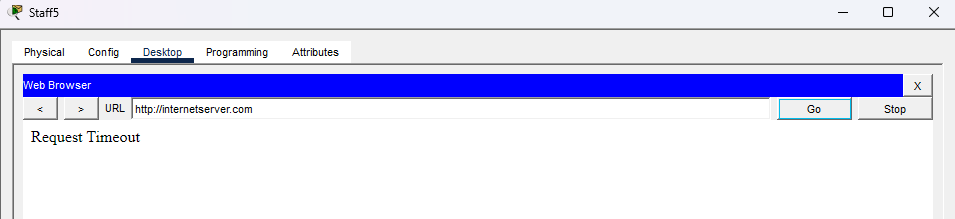 Staff5
Physical Config Desktop Programming Attributes
Web Browser X
< > URL http://internetserver.com Go Stop
Request Timeout